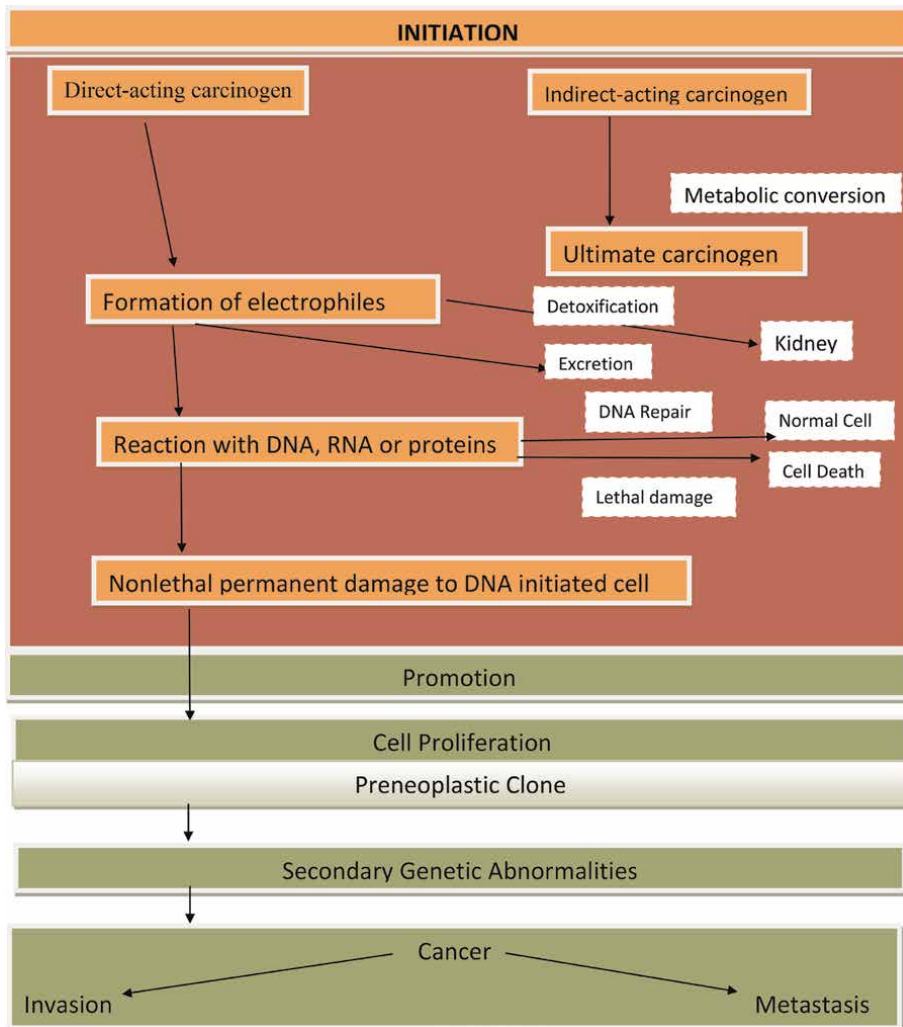 INITIATION
Direct-acting carcinogen
Indirect-acting carcinogen
Metabolic conversion
Ultimate carcinogen
Formation of electrophiles
Detoxification
Kidney
Excretion
DNA Repair
Normal Cell
Reaction with DNA, RNA or proteins
Cell Death
Lethal damage
Nonlethal permanent damage to DNA initiated cell
Promotion
Cell Proliferation
Preneoplastic Clone
Secondary Genetic Abnormalities
Cancer
Invasion
Metastasis